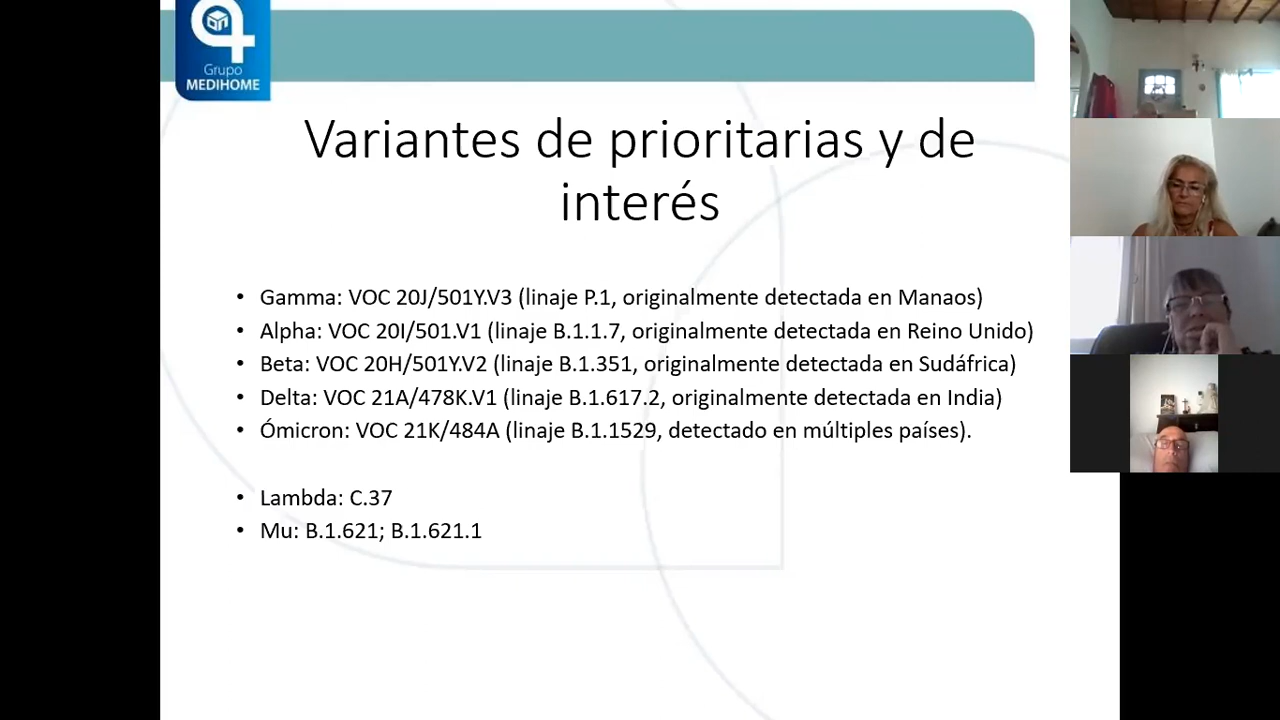 Grupo
MEDIHOME
Variantes de prioritarias y de
interés
• Gamma: VOC 20J/501Y.V3 (linaje P.1, originalmente detectada en Manaos)
• Alpha: VOC 20I/501.V1 (linaje B.1.1.7, originalmente detectada en Reino Unido)
• Beta: VOC 20H/501Y.V2 (linaje B.1.351, originalmente detectada en Sudáfrica)
• Delta: VOC 21A/478K.V1 (linaje B.1.617.2, originalmente detectada en India)
• Ómicron: VOC 21K/484A (linaje B.1.1529, detectado en múltiples países).
• Lambda: C.37
• Mu: B.1.621; B.1.621.1